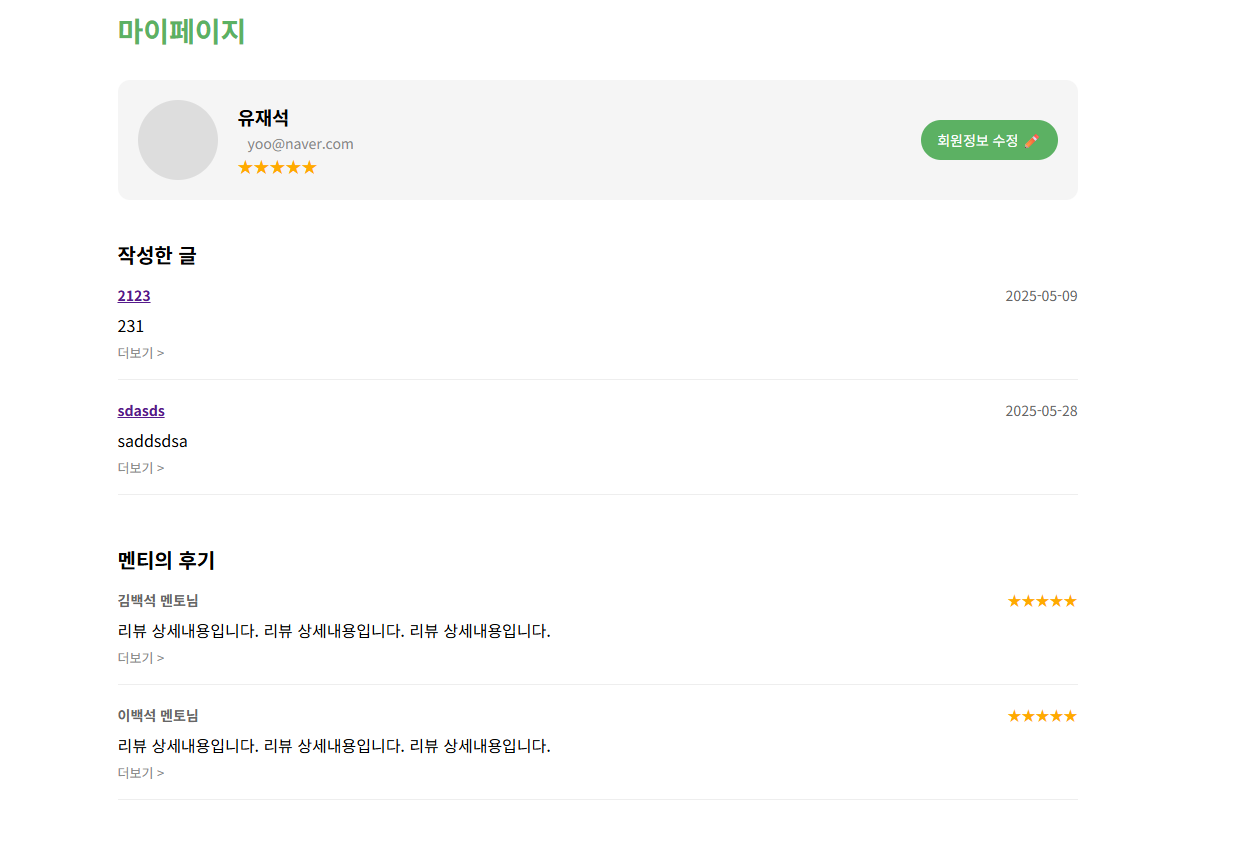 마이페이지
유재석
yoo@naver.com
★★★★★
회원정보 수정
작성한 글
2123 2025-05-09
231
더보기 >
sdasds 2025-05-28
saddsdsa
더보기 >
멘티의 후기
김백석 멘토님 ★★★★★
리뷰 상세내용입니다. 리뷰 상세내용입니다. 리뷰 상세내용입니다.
더보기 >
이백석 멘토님 ★★★★★
리뷰 상세내용입니다. 리뷰 상세내용입니다. 리뷰 상세내용입니다.
더보기 >